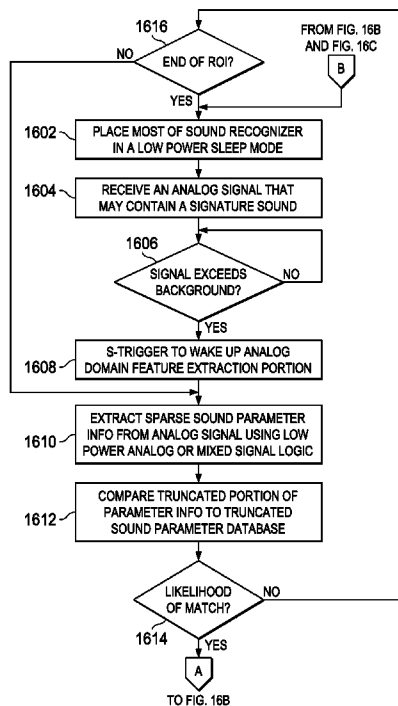 1616
FROM FIG. 16B
AND FIG. 16C
NO
END OF ROI?
B
YES
1602
PLACE MOST OF SOUND RECOGNIZER
IN A LOW POWER SLEEP MODE
1604
RECEIVE AN ANALOG SIGNAL THAT
MAY CONTAIN A SIGNATURE SOUND
1606
SIGNAL EXCEEDS
BACKGROUND?
NO
YES
1608
S-TRIGGER TO WAKE UP ANALOG
DOMAIN FEATURE EXTRACTION PORTION
1610
EXTRACT SPARSE SOUND PARAMETER
INFO FROM ANALOG SIGNAL USING LOW
POWER ANALOG OR MIXED SIGNAL LOGIC
1612
COMPARE TRUNCATED PORTION OF
PARAMETER INFO TO TRUNCATED
SOUND PARAMETER DATABASE
LIKELIHOOD
OF MATCH?
NO
1614
YES
A
TO FIG. 16B